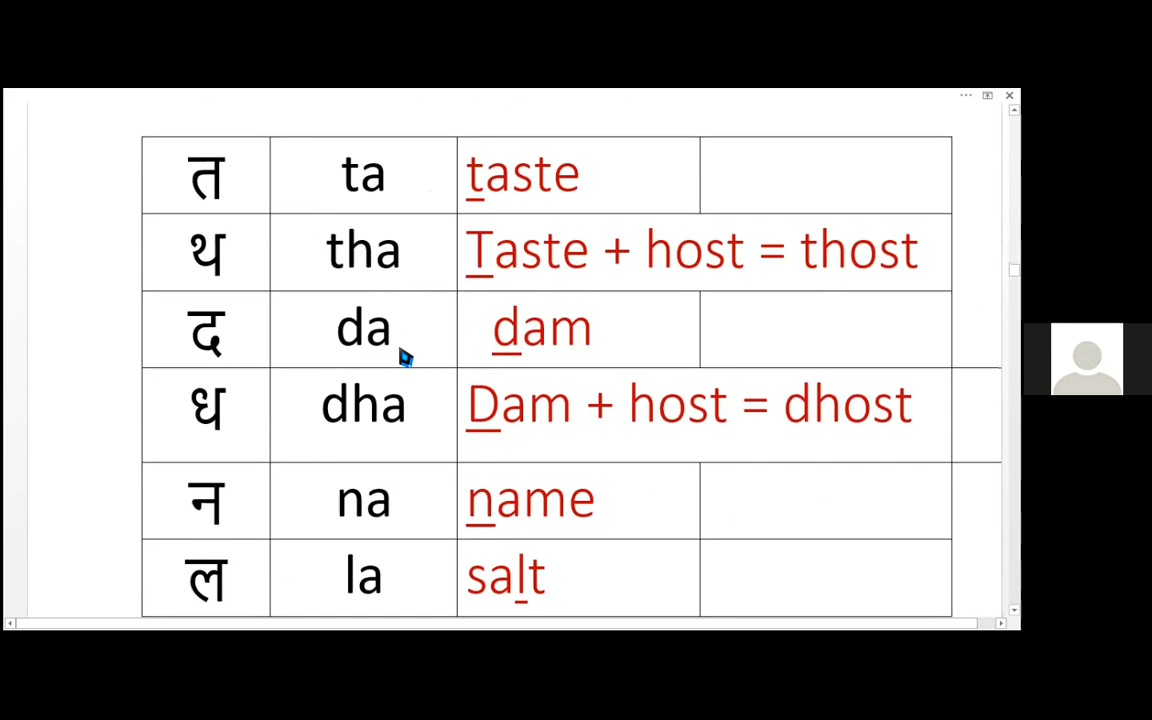 त ta taste
थ tha Taste + host = thost
द da dam
ध dha Dam + host = dhost
न na name
ल la salt